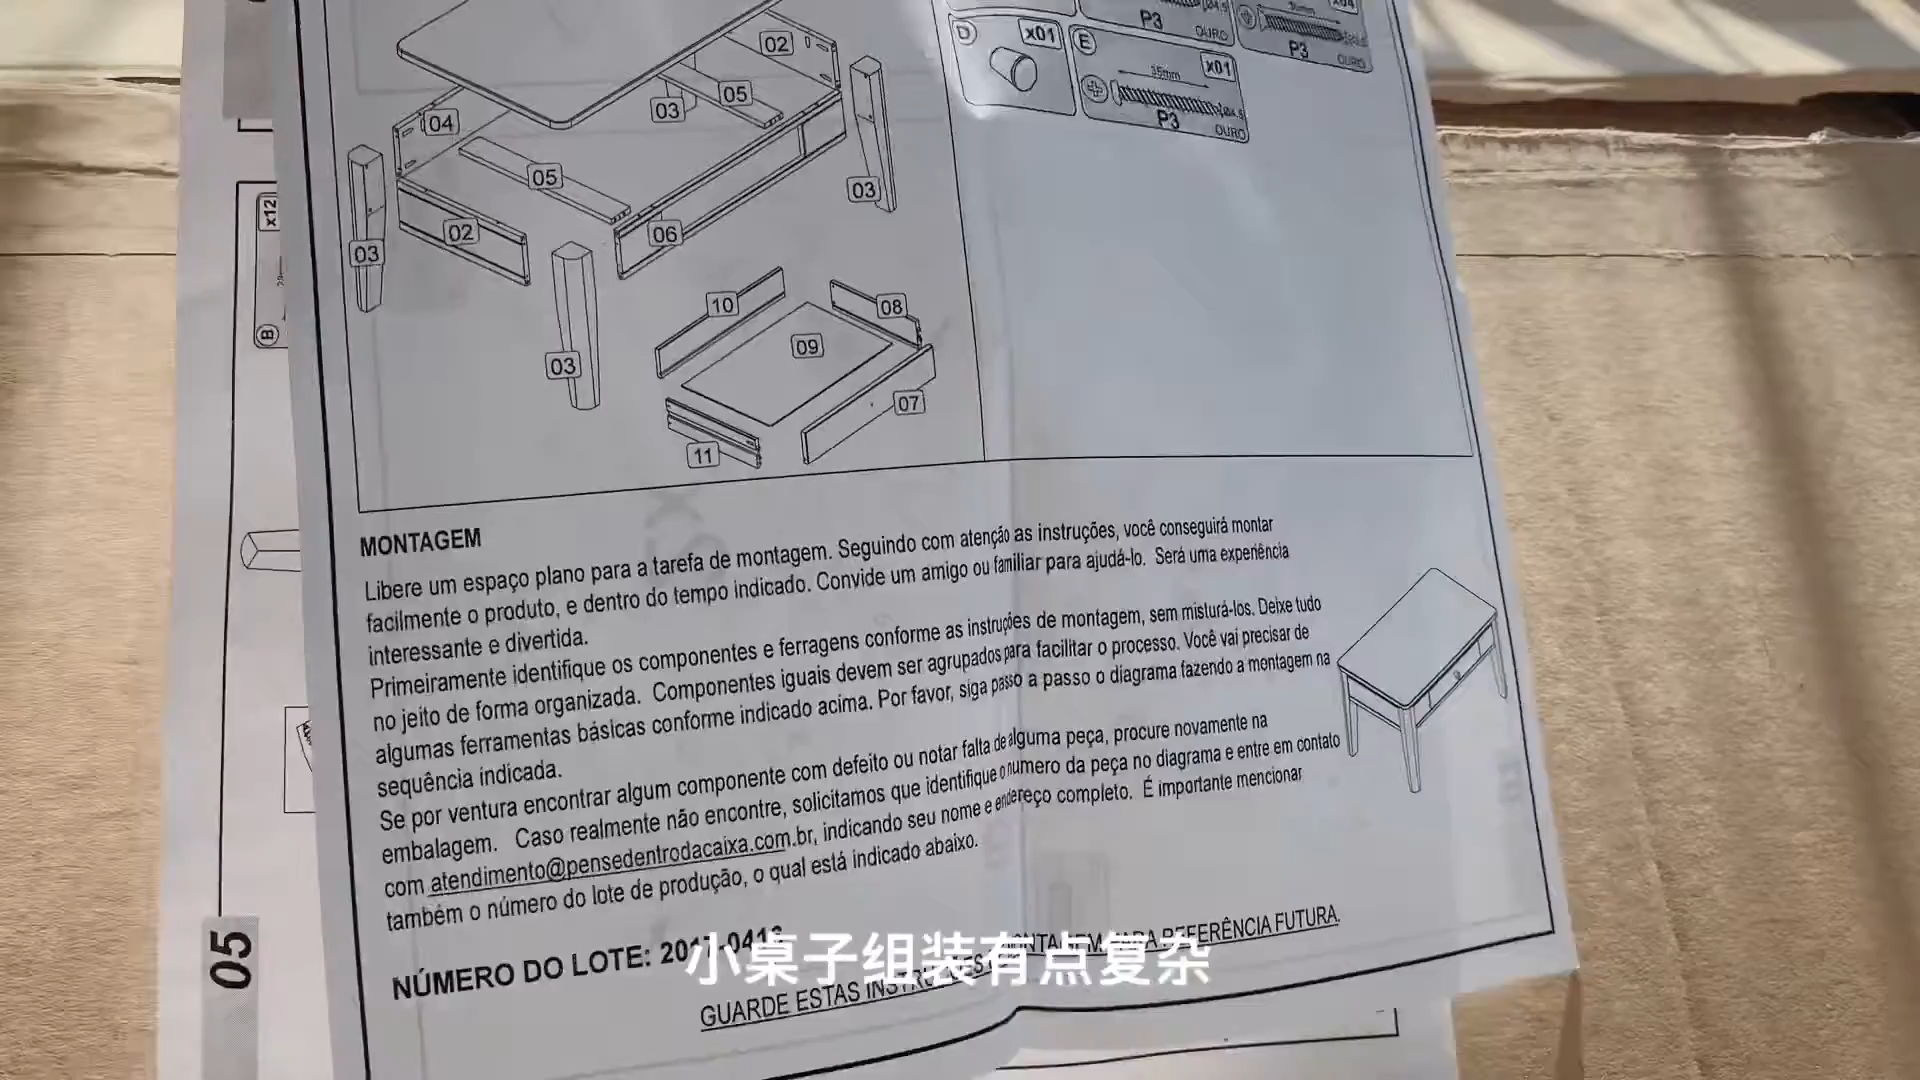 02
05
03
04
05
03
02
06
03
03
10
08
09
07
11
P3
OURO
P3
OURO
D
x01
E
x01
35mm
P3
OURO
x12
B
MONTAGEM
Libere um espaço plano para a tarefa de montagem. Seguindo com atenção as instruções, você conseguirá montar
facilmente o produto, e dentro do tempo indicado. Convide um amigo ou familiar para ajudá-lo. Será uma experiência
interessante e divertida.
Primeiramente identifique os componentes e ferragens conforme as instruções de montagem, sem misturá-los. Deixe tudo
no jeito de forma organizada. Componentes iguais devem ser agrupados para facilitar o processo. Você vai precisar de
algumas ferramentas básicas conforme indicado acima. Por favor, siga passo a passo o diagrama fazendo a montagem na
sequência indicada.
Se por ventura encontrar algum componente com defeito ou notar falta de alguma peça, procure novamente na
embalagem. Caso realmente não encontre, solicitamos que identifique o número da peça no diagrama e entre em contato
com atendimento@pensedentrodacaixa.com.br, indicando seu nome e endereço completo. É importante mencionar
também o número do lote de produção, o qual está indicado abaixo.
NÚMERO DO LOTE: 2017-0413
小桌子组装有点复杂
GUARDE ESTAS INSTRUÇÕES MONTAGEM PARA REFERÊNCIA FUTURA.
05